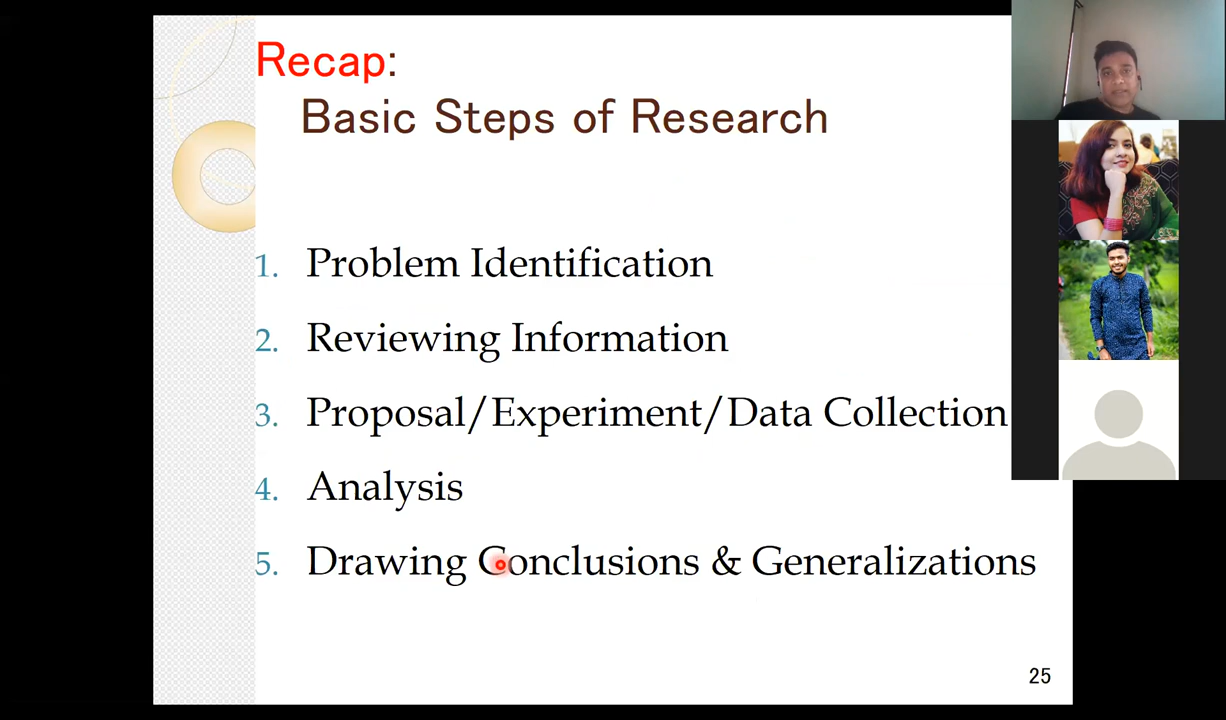 Recap:
Basic Steps of Research
1. Problem Identification
2. Reviewing Information
3. Proposal/Experiment/Data Collection
4. Analysis
5. Drawing Conclusions & Generalizations
25